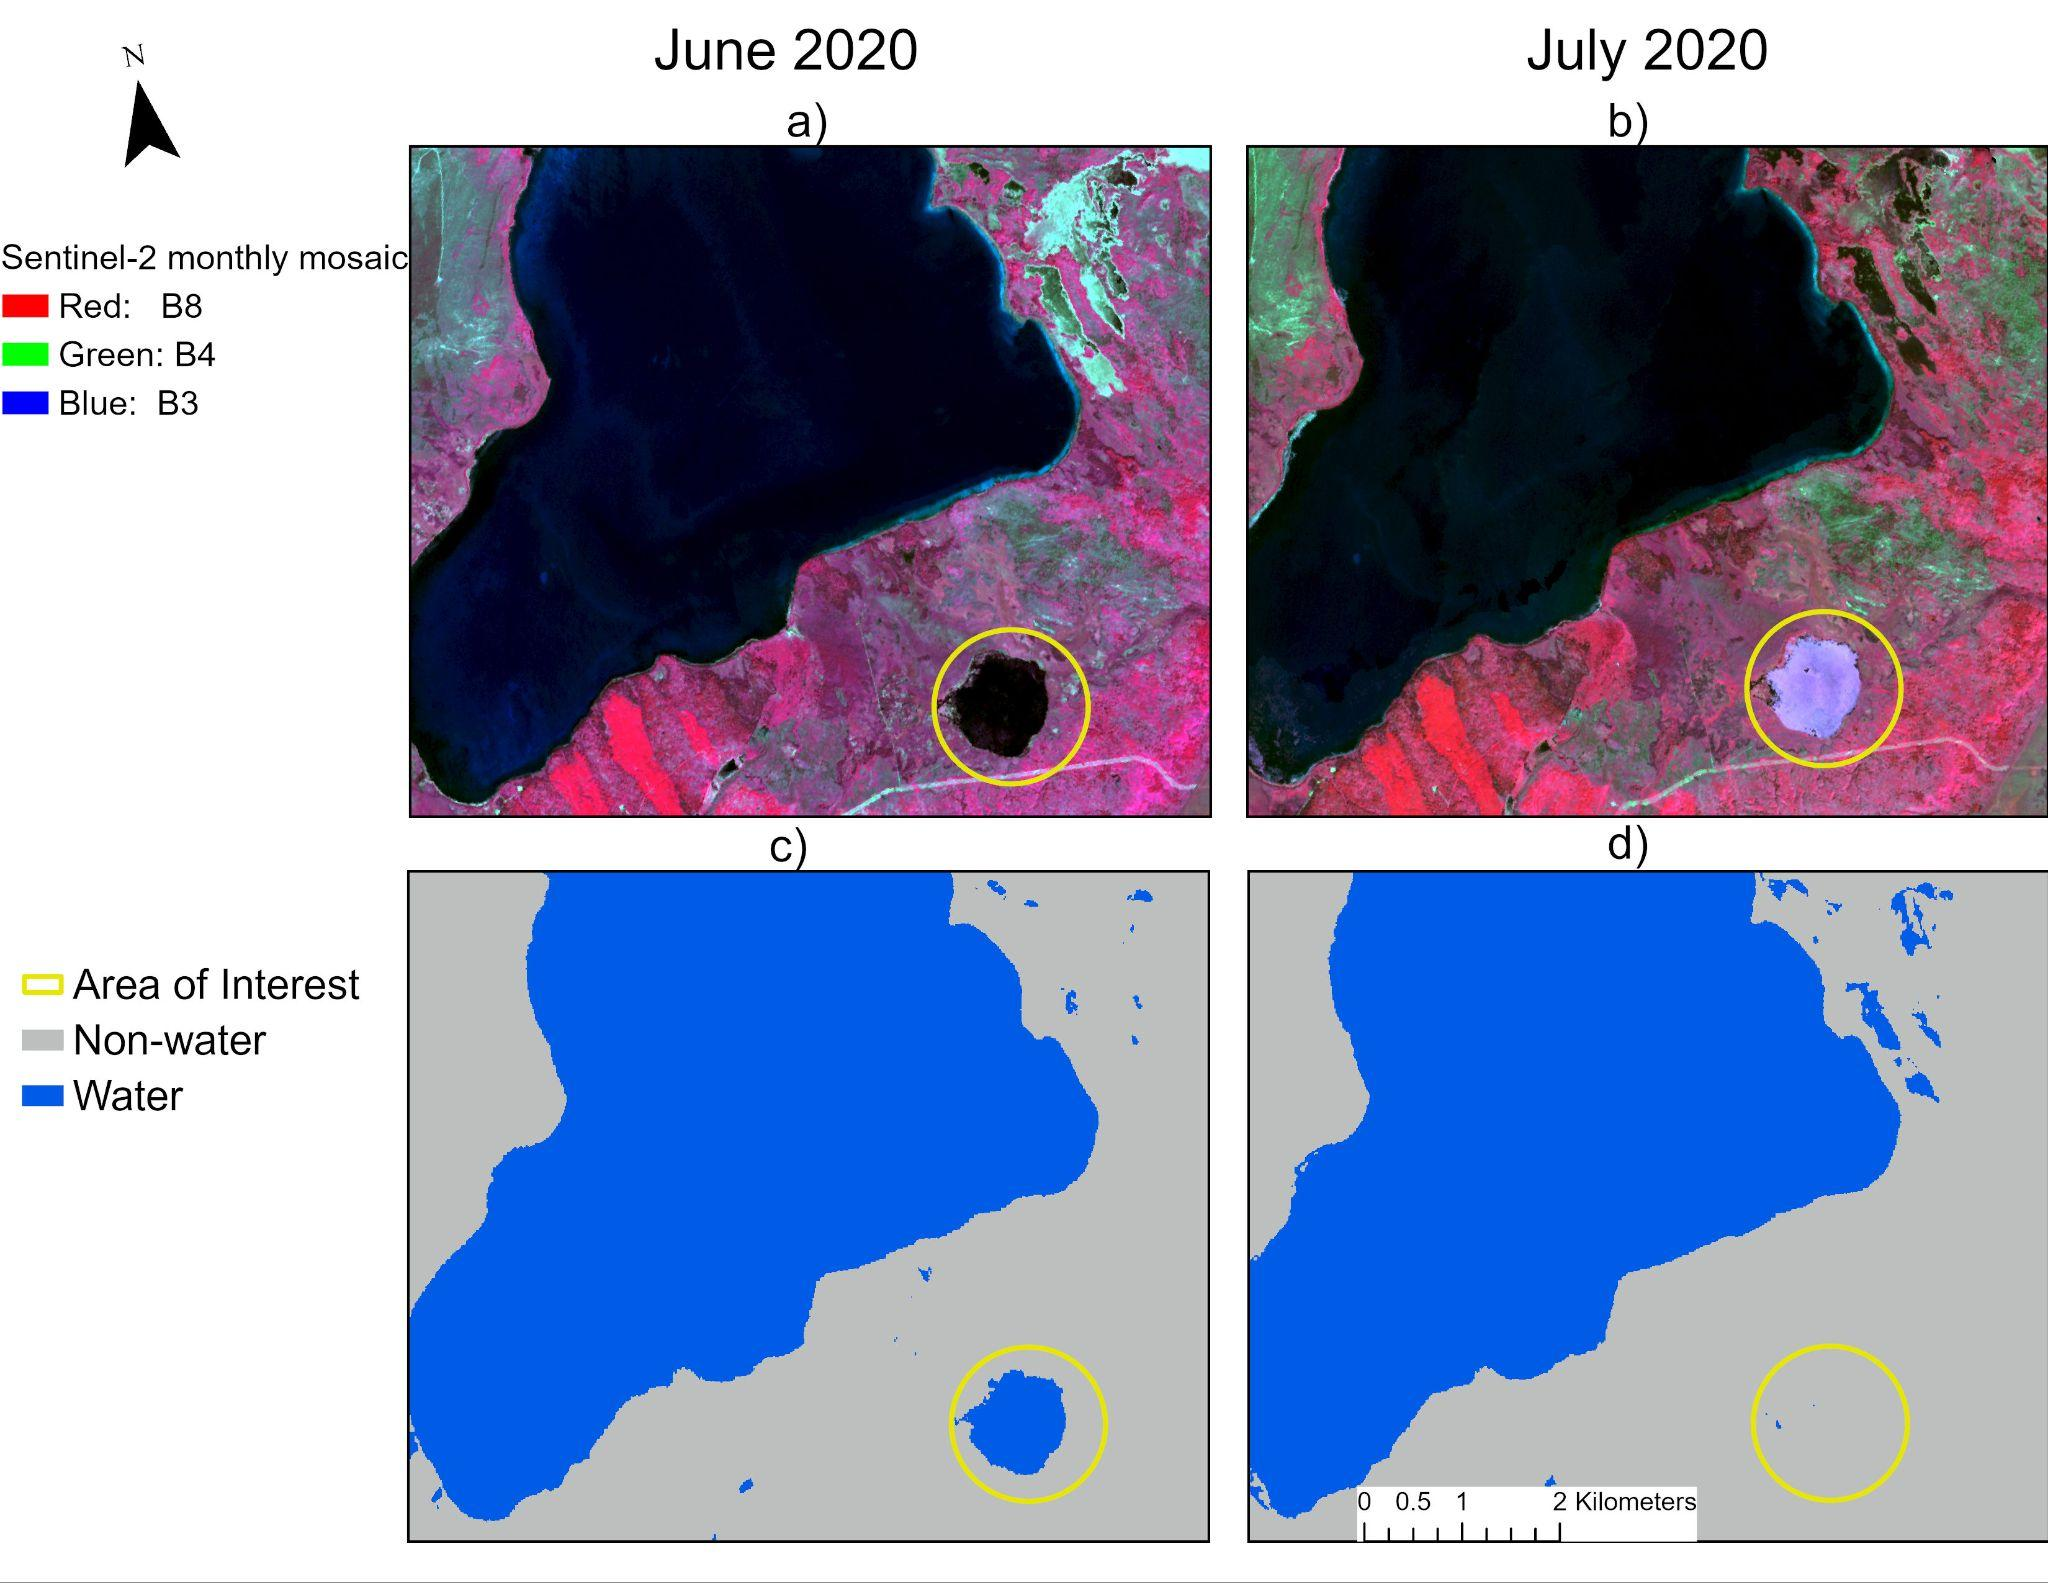 June 2020
July 2020
N
a)
b)
Sentinel-2 monthly mosaic
Red: B8
Green: B4
Blue: B3
c)
d)
Area of Interest
Non-water
Water
0 0.5 1 2 Kilometers